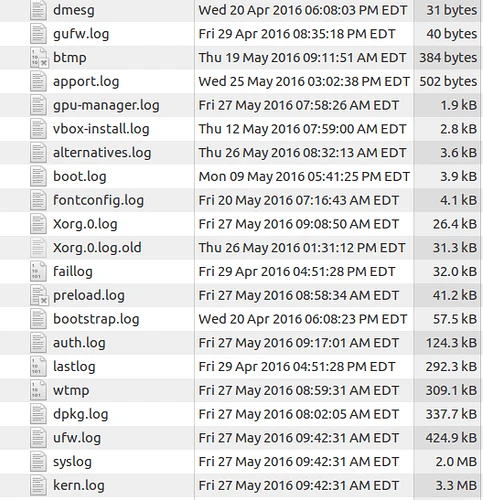 dmesg Wed 20 Apr 2016 06:08:03 PM EDT 31 bytes
gufw.log Fri 29 Apr 2016 08:35:18 PM EDT 40 bytes
btmp Thu 19 May 2016 09:11:51 AM EDT 384 bytes
apport.log Wed 25 May 2016 03:02:38 PM EDT 502 bytes
gpu-manager.log Fri 27 May 2016 07:58:26 AM EDT 1.9 kB
vbox-install.log Thu 12 May 2016 07:59:00 AM EDT 2.8 kB
alternatives.log Thu 26 May 2016 08:32:13 AM EDT 3.6 kB
boot.log Mon 09 May 2016 05:41:25 PM EDT 3.9 kB
fontconfig.log Fri 20 May 2016 07:16:43 AM EDT 4.1 kB
Xorg.0.log Fri 27 May 2016 09:08:50 AM EDT 26.4 kB
Xorg.0.log.old Thu 26 May 2016 01:31:12 PM EDT 31.3 kB
faillog Fri 29 Apr 2016 04:51:28 PM EDT 32.0 kB
preload.log Fri 27 May 2016 08:58:34 AM EDT 41.2 kB
bootstrap.log Wed 20 Apr 2016 06:08:23 PM EDT 57.5 kB
auth.log Fri 27 May 2016 09:17:01 AM EDT 124.3 kB
lastlog Fri 29 Apr 2016 04:51:28 PM EDT 292.3 kB
wtmp Fri 27 May 2016 08:59:31 AM EDT 309.1 kB
dpkg.log Fri 27 May 2016 08:02:05 AM EDT 337.7 kB
ufw.log Fri 27 May 2016 09:42:31 AM EDT 424.9 kB
syslog Fri 27 May 2016 09:42:31 AM EDT 2.0 MB
kern.log Fri 27 May 2016 09:42:31 AM EDT 3.3 MB